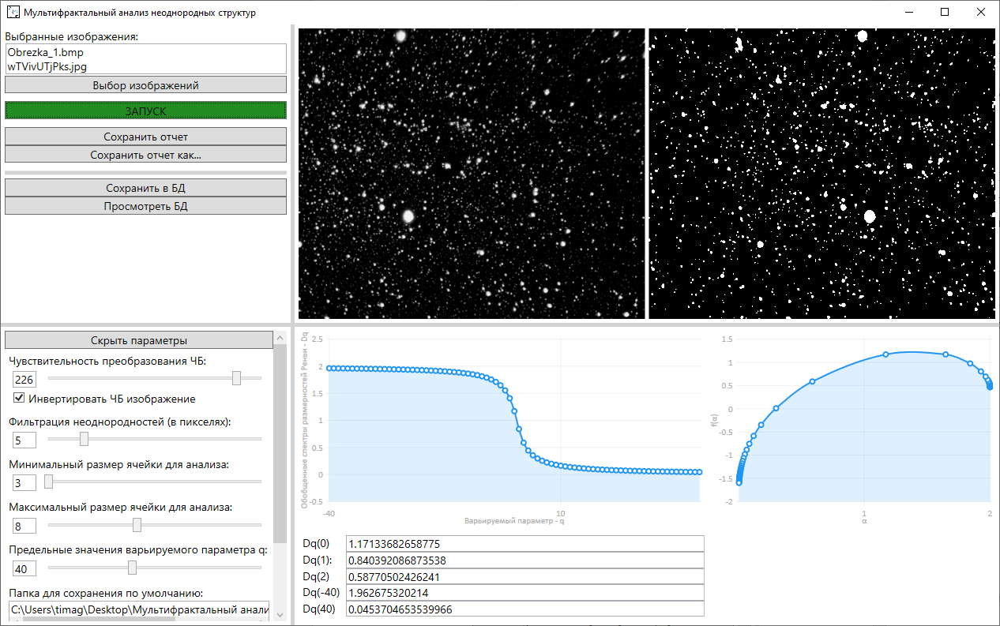 Мультифрактальный анализ неоднородных структур
Выбранные изображения:
Obrezka_1.bmp
wTVivUTjPks.jpg
Выбор изображений
ЗАПУСК
Сохранить отчет
Сохранить отчет как...
Сохранить в БД
Просмотреть БД
Скрыть параметры
Чувствительность преобразования ЧБ:
226
Инвертировать ЧБ изображение
Фильтрация неоднородностей (в пикселях):
5
Минимальный размер ячейки для анализа:
3
Максимальный размер ячейки для анализа:
8
Предельные значения варьируемого параметра q:
40
Папка для сохранения по умолчанию:
C:\Users\timag\Desktop\Мультифрактальный анали
Обобщенные спектры размерностей Реньи - Dq
2.5
2
1.5
1
0.5
0
-0.5
-40
10
Варьируемый параметр - q
f(α)
1.5
1
0.5
0
-0.5
-1
-1.5
-2
1
2
α
Dq(0) 1.17133682658775
Dq(1): 0.840392086873538
Dq(2) 0.58770502426241
Dq(-40) 1.962675320214
Dq(40) 0.0453704653539966